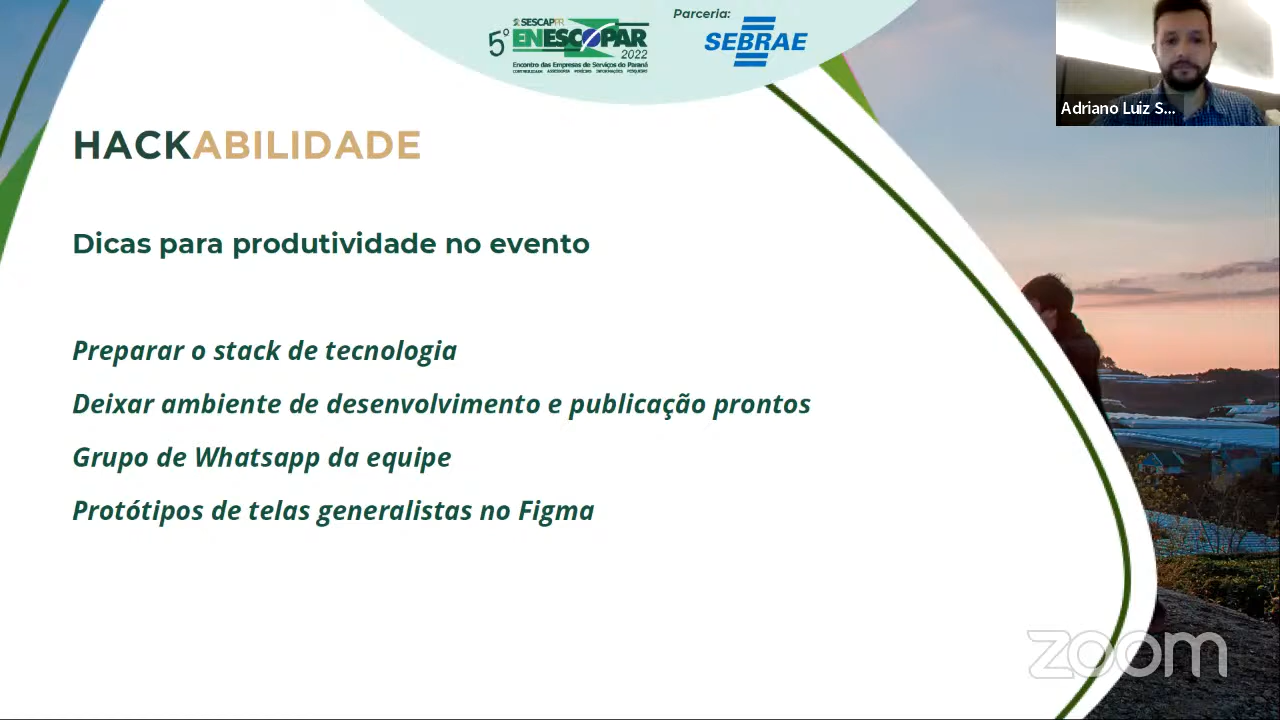 SESCAPPR
5º ENESCOPAR
2022
Encontro das Empresas de Serviços do Paraná
Parceria:
SEBRAE
Adriano Luiz S...
HACKABILIDADE
Dicas para produtividade no evento
Preparar o stack de tecnologia
Deixar ambiente de desenvolvimento e publicação prontos
Grupo de Whatsapp da equipe
Protótipos de telas generalistas no Figma
zoom